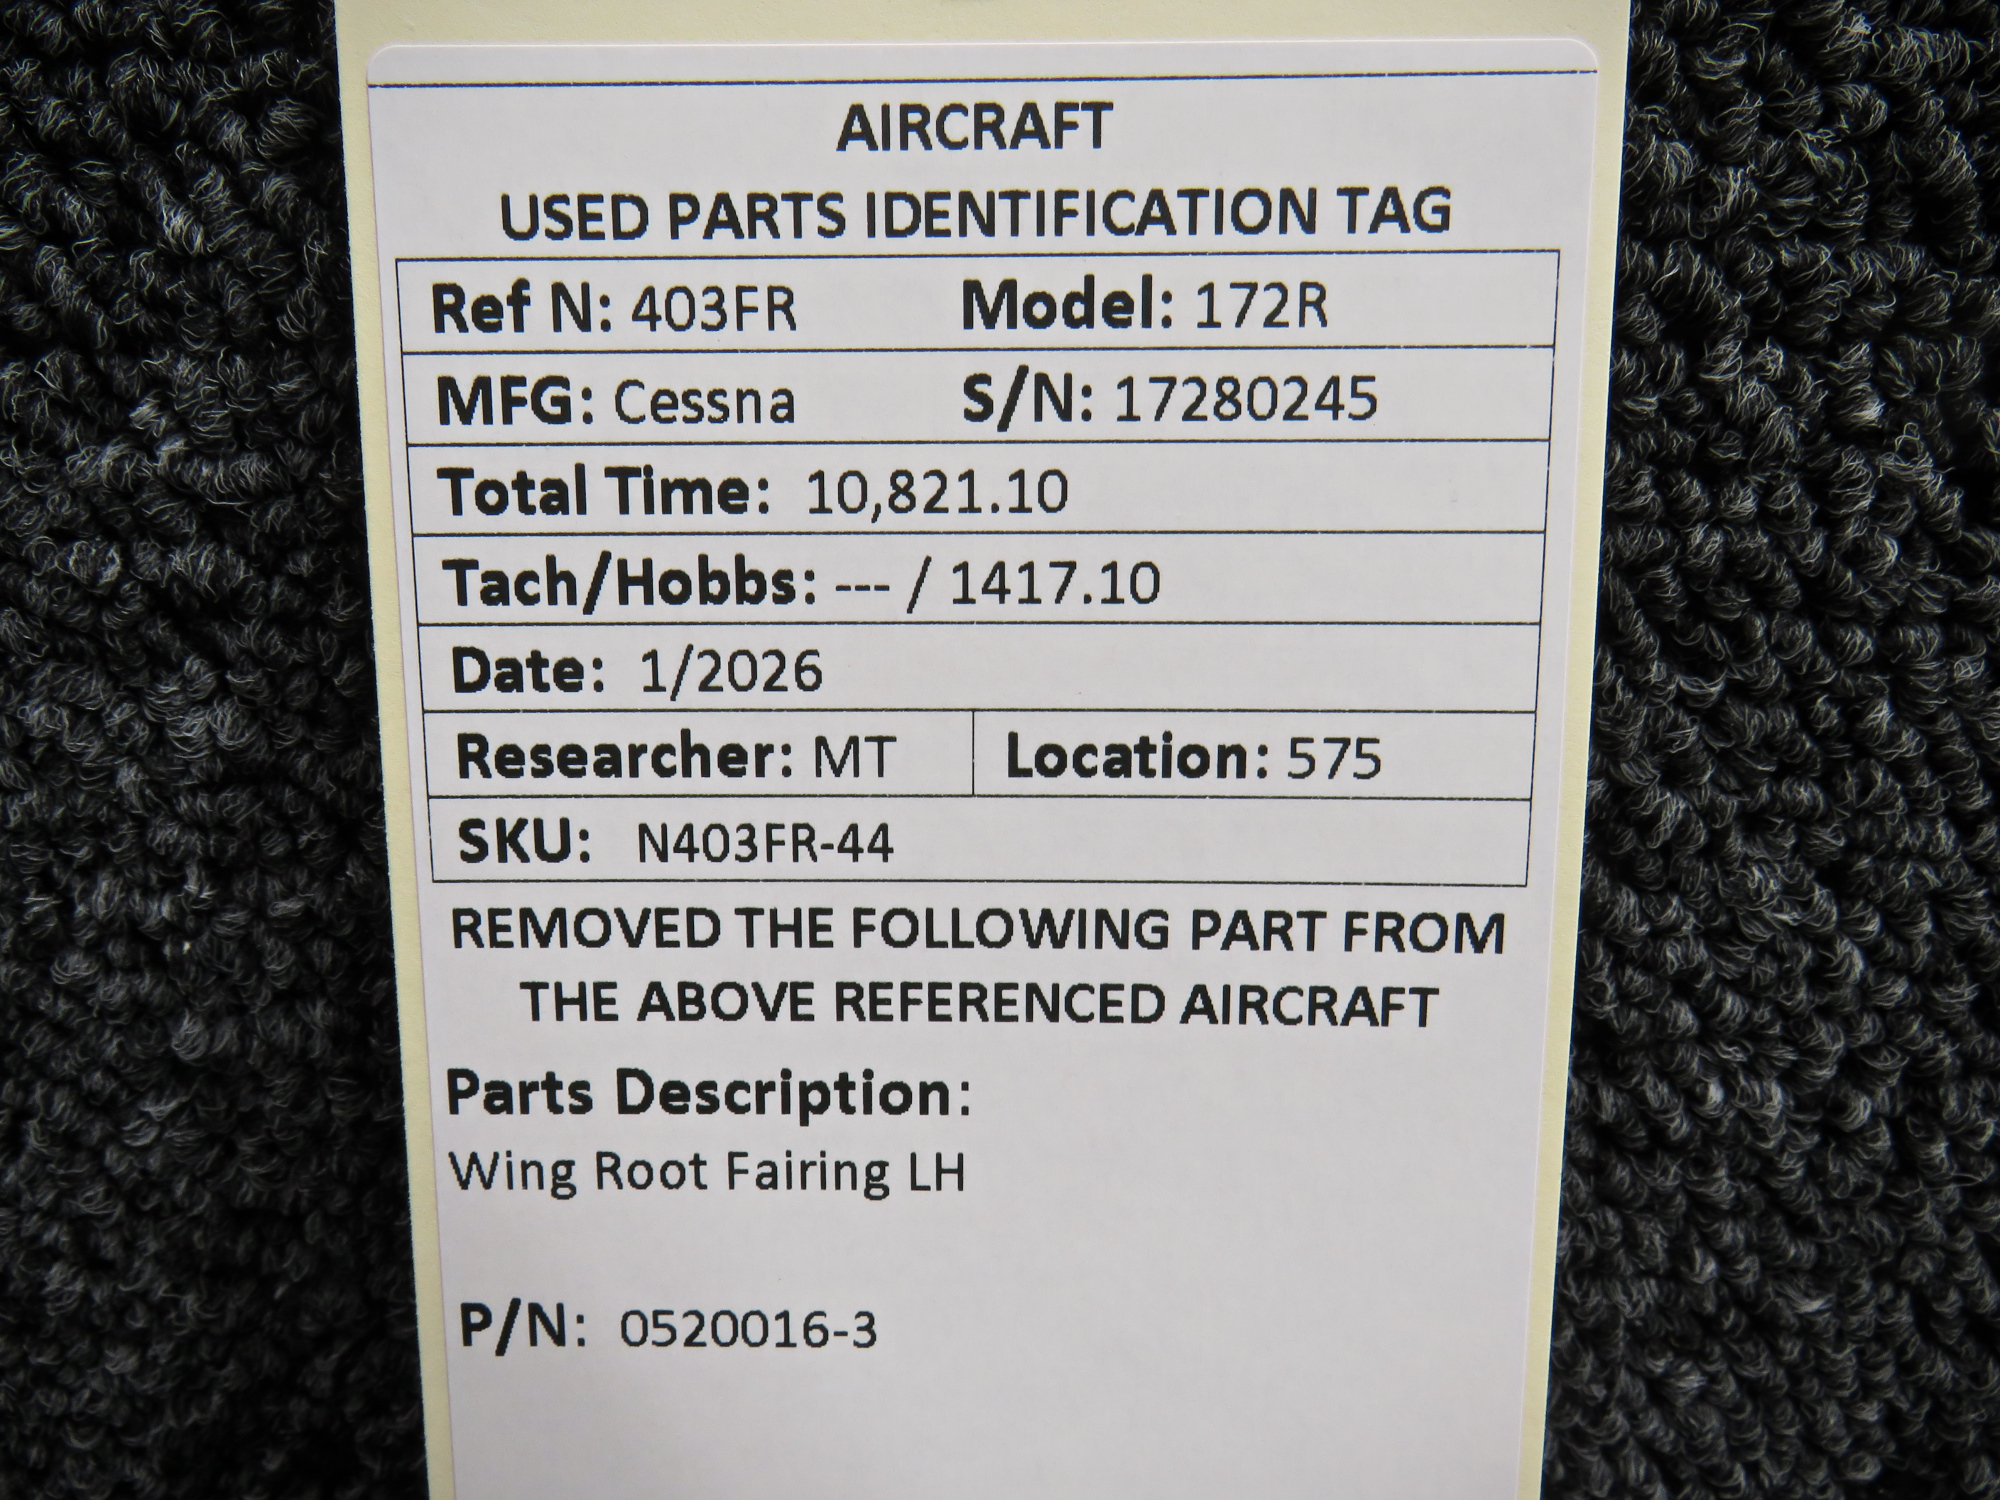 AIRCRAFT
USED PARTS IDENTIFICATION TAG
Ref N: 403FR Model: 172R
MFG: Cessna S/N: 17280245
Total Time: 10,821.10
Tach/Hobbs: --- / 1417.10
Date: 1/2026
Researcher: MT Location: 575
SKU: N403FR-44
REMOVED THE FOLLOWING PART FROM
THE ABOVE REFERENCED AIRCRAFT
Parts Description:
Wing Root Fairing LH
P/N: 0520016-3